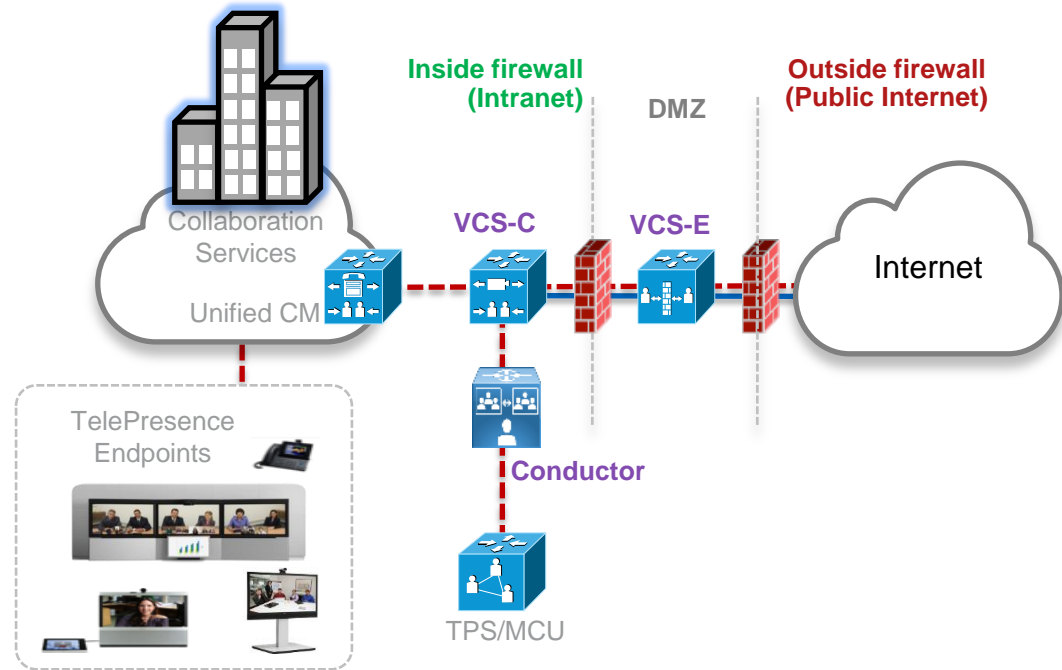 Inside firewall
(Intranet)
DMZ
Outside firewall
(Public Internet)
Collaboration
Services
VCS-C
VCS-E
Internet
Unified CM
TelePresence
Endpoints
Conductor
TPS/MCU